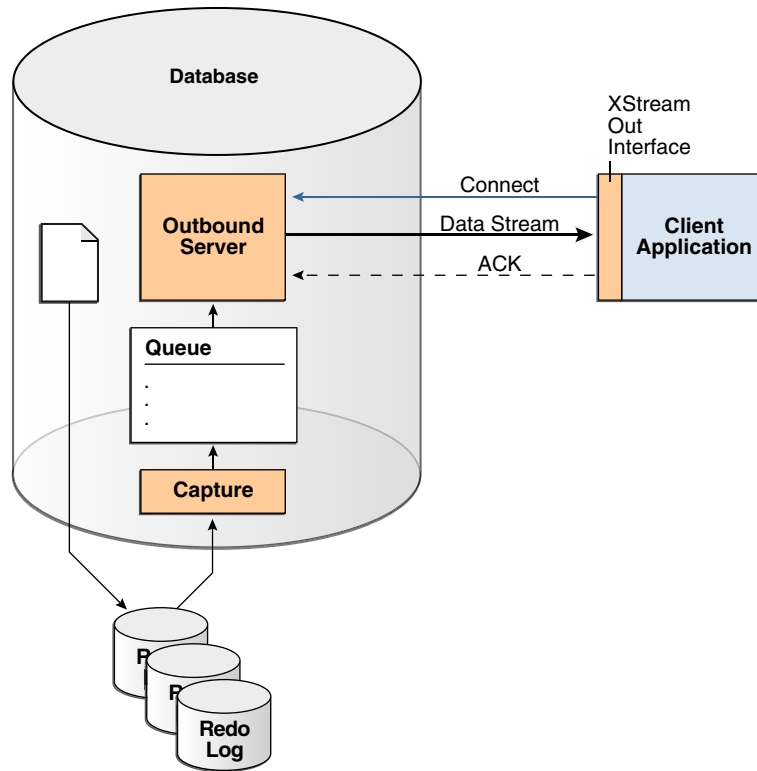 Database
XStream
Out
Interface
Connect
Outbound
Server
Data Stream
Client
Application
ACK
Queue
.
.
.
Capture
R
R
Redo
Log